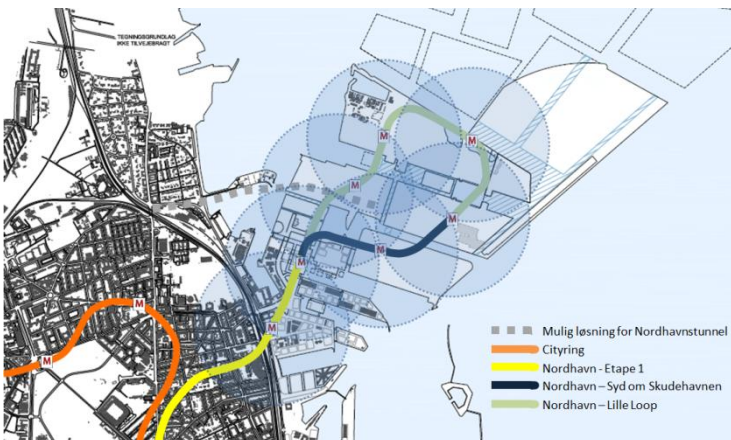 TEGNINGSGRUNDLAG
IKKE TILVEJEBRAGT
M
M
M
M
M
M
M
M
Mulig løsning for Nordhavnstunnel
Cityring
Nordhavn - Etape 1
Nordhavn – Syd om Skudehavnen
Nordhavn – Lille Loop